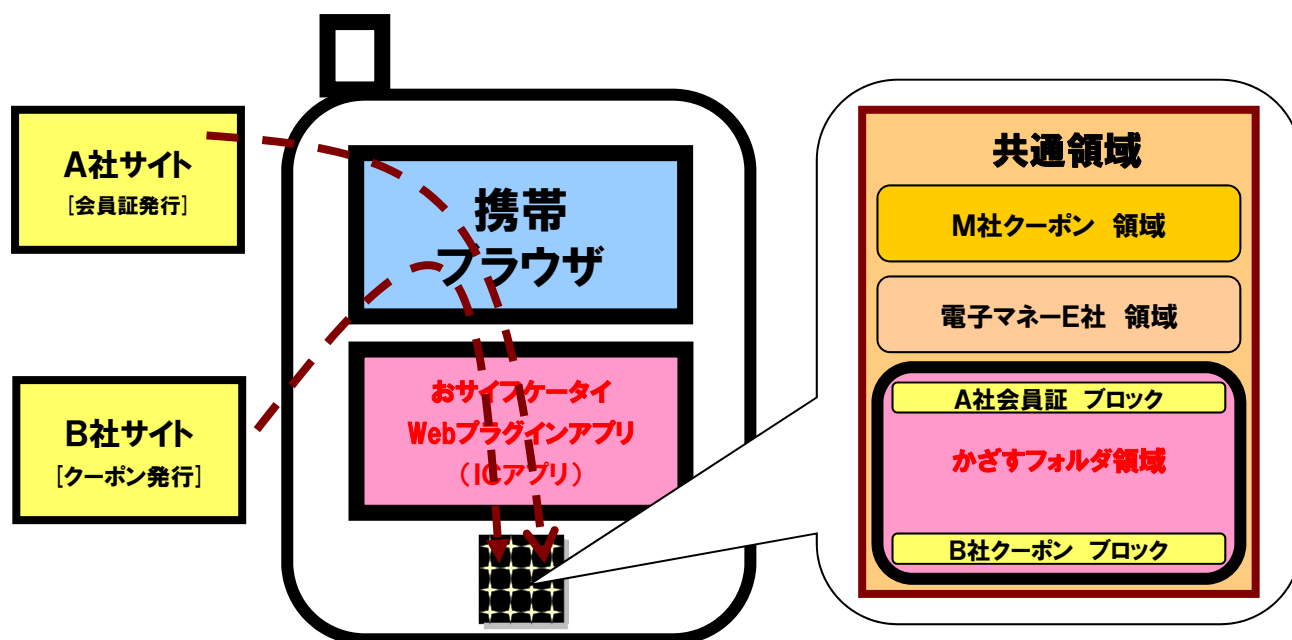 A社サイト
[会員証発行]
B社サイト
[クーポン発行]
携帯
ブラウザ
おサイフケータイ
Webプラグインアプリ
(ICアプリ)
共通領域
M社クーポン 領域
電子マネーE社 領域
A社会員証 ブロック
かざすフォルダ領域
B社クーポン ブロック